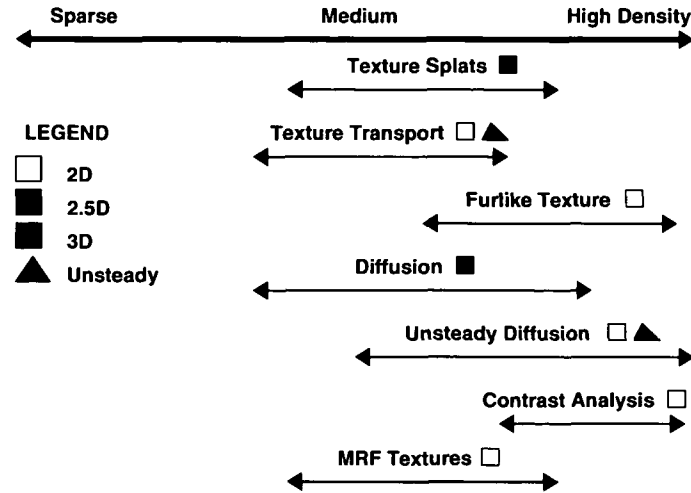 Sparse Medium High Density
Texture Splats
LEGEND
Texture Transport
2D
2.5D
3D
Unsteady
Furlike Texture
Diffusion
Unsteady Diffusion
Contrast Analysis
MRF Textures